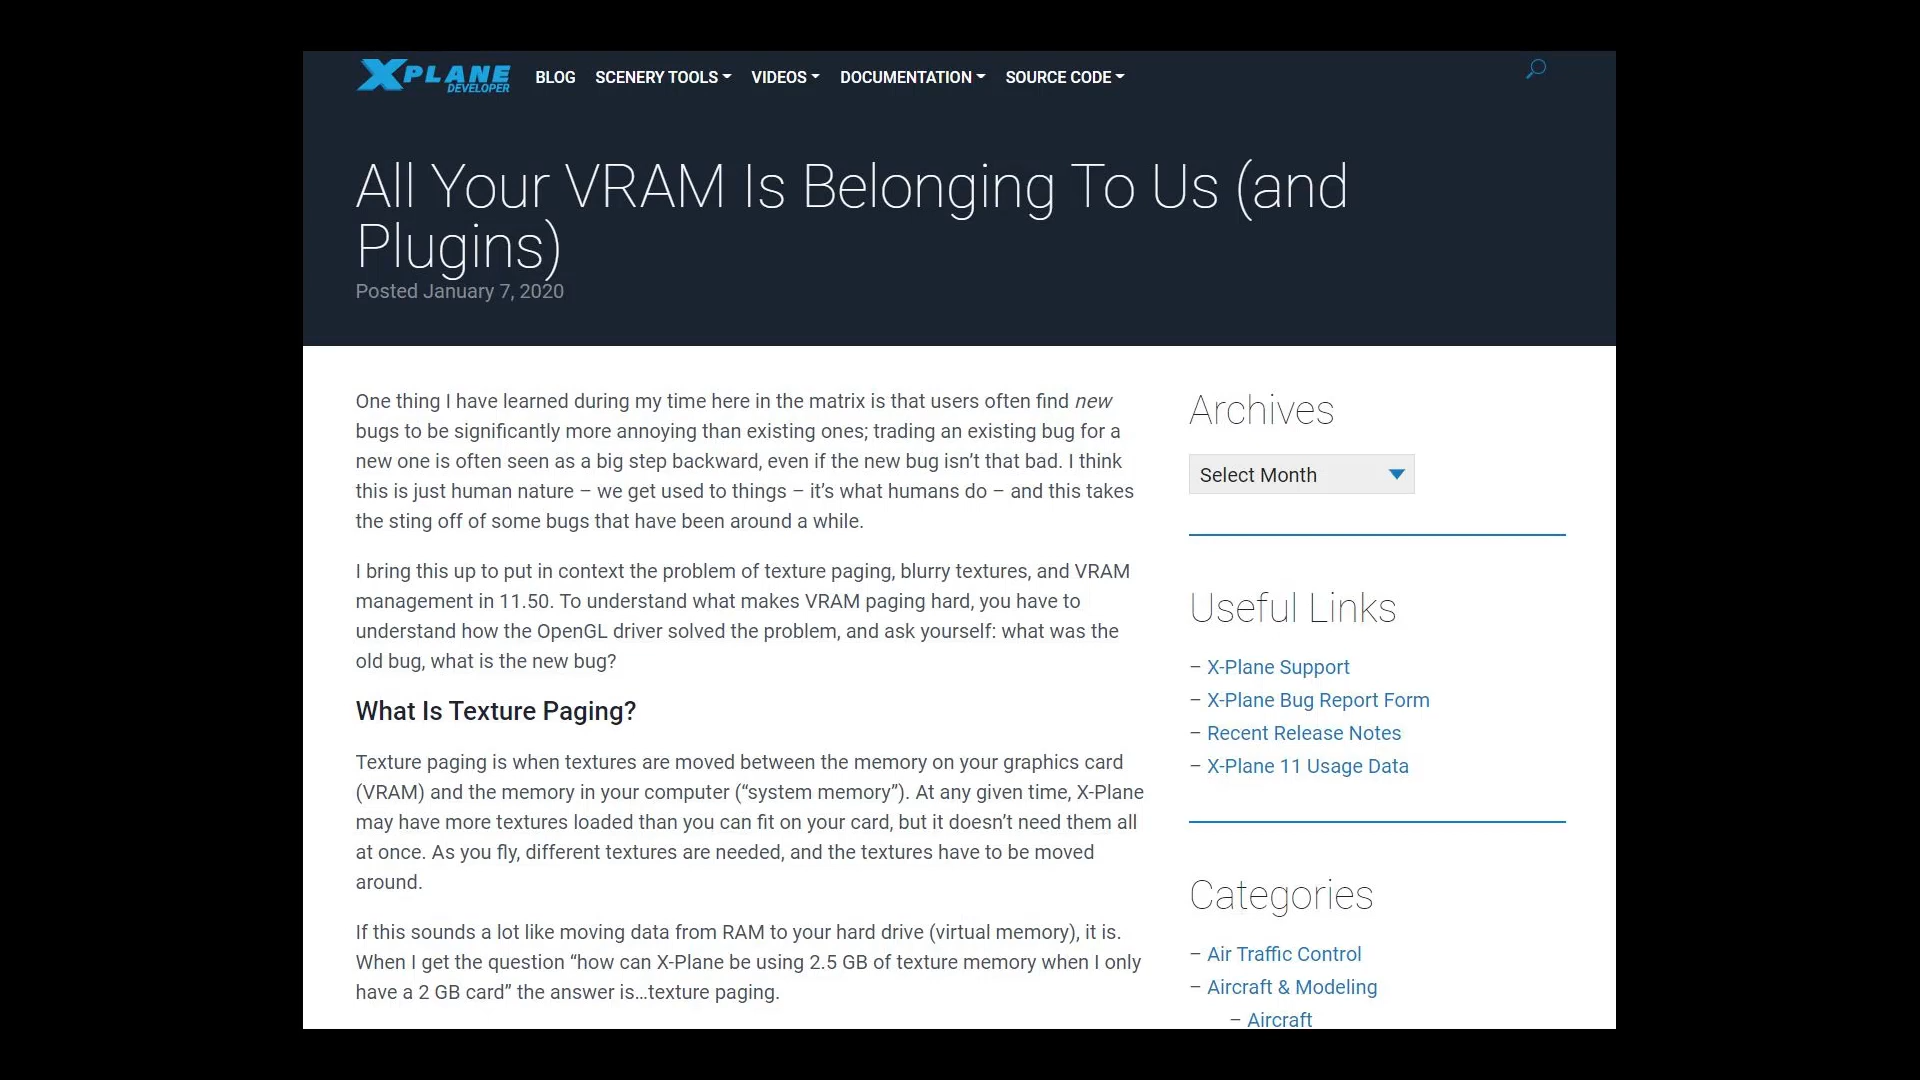 XPLANE
DEVELOPER
BLOG SCENERY TOOLS VIDEOS DOCUMENTATION SOURCE CODE
All Your VRAM Is Belonging To Us (and
Plugins)
Posted January 7, 2020
One thing I have learned during my time here in the matrix is that users often find new
bugs to be significantly more annoying than existing ones; trading an existing bug for a
new one is often seen as a big step backward, even if the new bug isn’t that bad. I think
this is just human nature – we get used to things – it’s what humans do – and this takes
the sting off of some bugs that have been around a while.
I bring this up to put in context the problem of texture paging, blurry textures, and VRAM
management in 11.50. To understand what makes VRAM paging hard, you have to
understand how the OpenGL driver solved the problem, and ask yourself: what was the
old bug, what is the new bug?
What Is Texture Paging?
Texture paging is when textures are moved between the memory on your graphics card
(VRAM) and the memory in your computer (“system memory”). At any given time, X-Plane
may have more textures loaded than you can fit on your card, but it doesn’t need them all
at once. As you fly, different textures are needed, and the textures have to be moved
around.
If this sounds a lot like moving data from RAM to your hard drive (virtual memory), it is.
When I get the question “how can X-Plane be using 2.5 GB of texture memory when I only
have a 2 GB card” the answer is…texture paging.
Archives
Select Month
Useful Links
– X-Plane Support
– X-Plane Bug Report Form
– Recent Release Notes
– X-Plane 11 Usage Data
Categories
– Air Traffic Control
– Aircraft & Modeling
– Aircraft